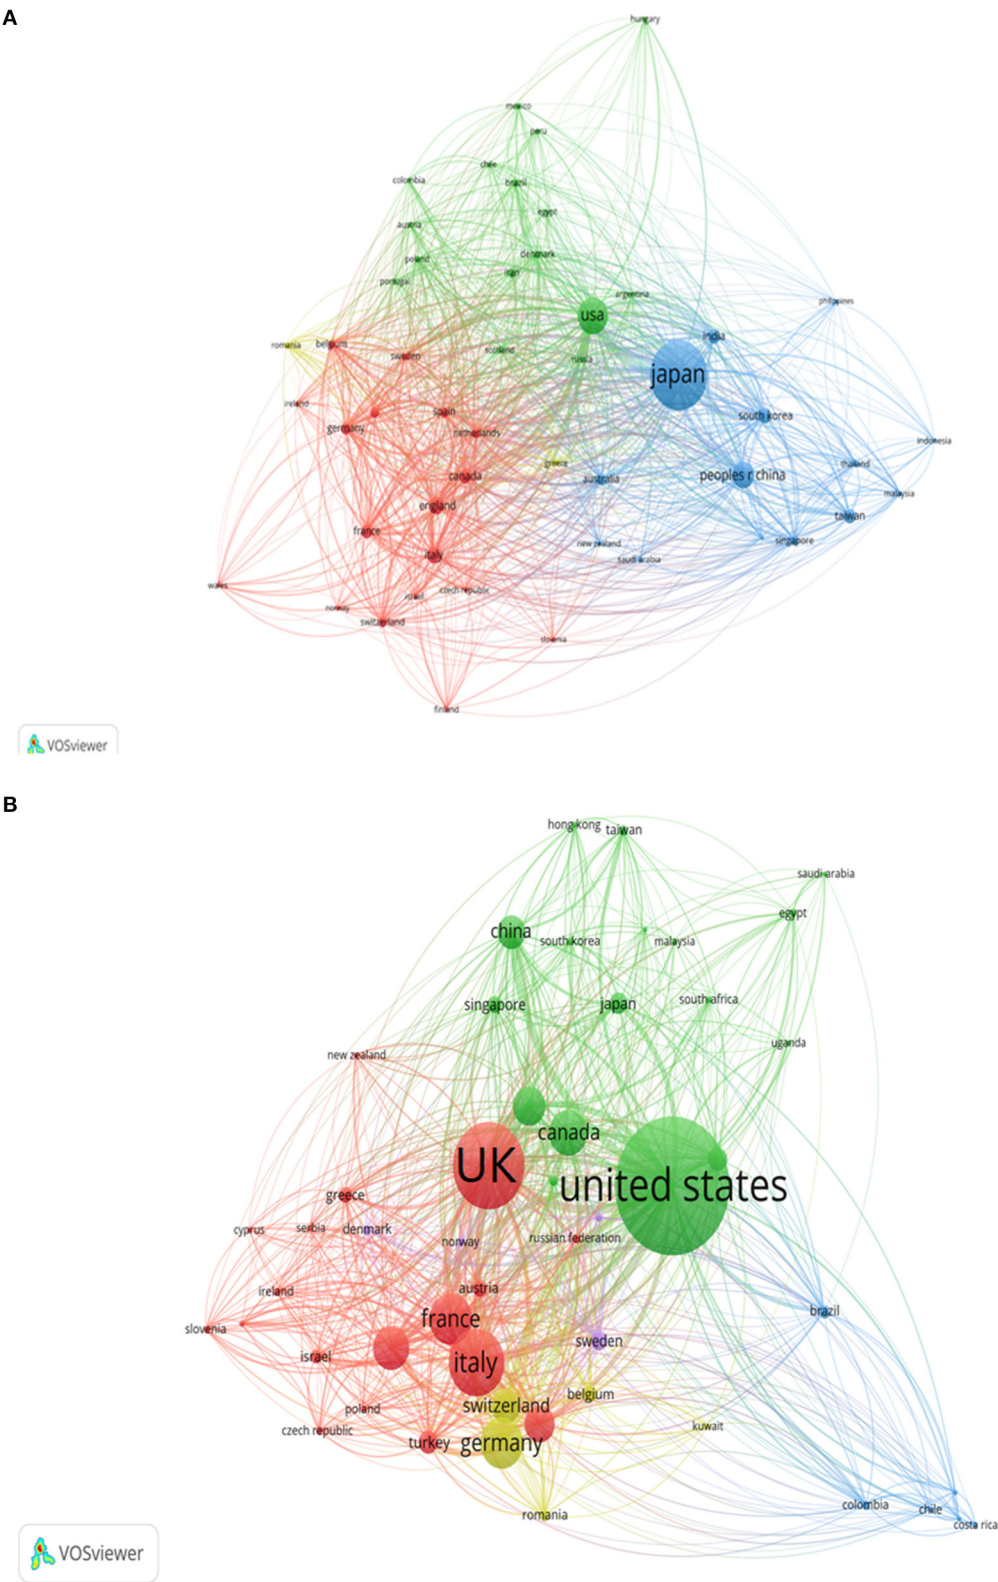 A
hungary
mexico
peru
chile
colombia
brazil
egypt
austria
denmark
poland
iran
portugal
argentina
philippines
usa
india
romania
belgium
scotland
sweden
russia
japan
ireland
spain
south korea
germany
netherlands
indonesia
greece
thailand
canada
australia
peoples r china
malaysia
england
taiwan
france
singapore
new zealand
italy
saudi arabia
wales
czech republic
israel
norway
switzerland
slovenia
finland
VOSviewer
B
hong kong
taiwan
saudi arabia
egypt
china
south korea
malaysia
singapore
japan
south africa
uganda
new zealand
canada
UK
united states
greece
cyprus
serbia
denmark
norway
russian federation
austria
ireland
brazil
france
slovenia
sweden
israel
italy
belgium
switzerland
poland
kuwait
czech republic
turkey
germany
colombia
chile
romania
costa rica
VOSviewer